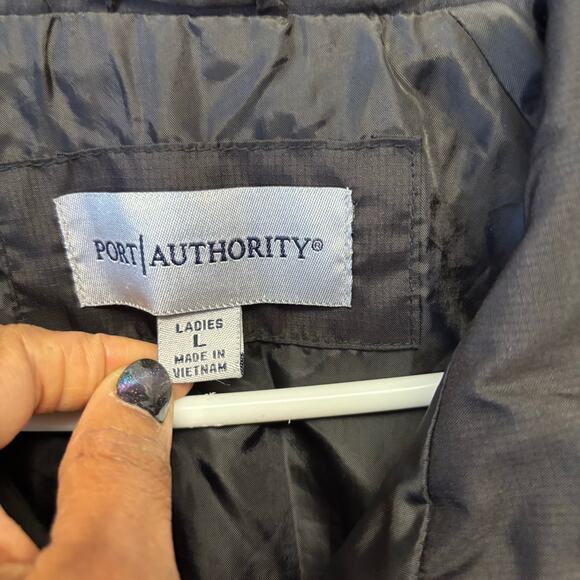 PORT|AUTHORITY®
LADIES
L
MADE IN
VIETNAM